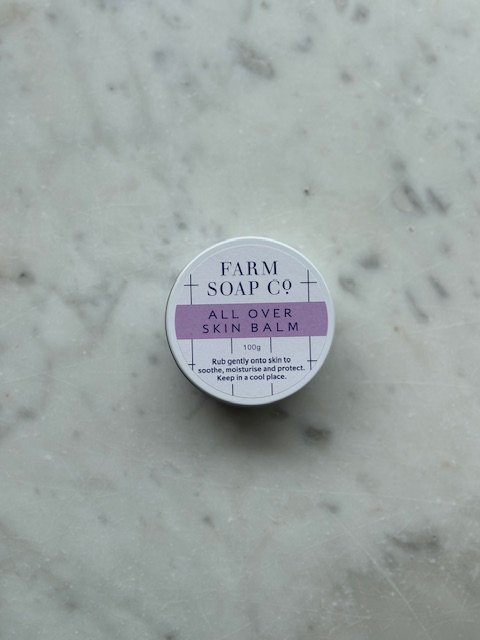 FARM
SOAP Co
ALL OVER
SKIN BALM
100g
Rub gently onto skin to
soothe, moisturise and protect.
Keep in a cool place.